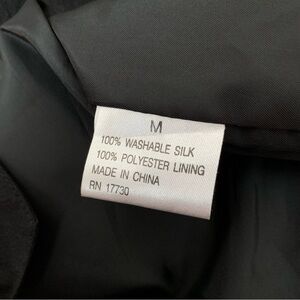 M
100% WASHABLE SILK
100% POLYESTER LINING
MADE IN CHINA
RN 17730